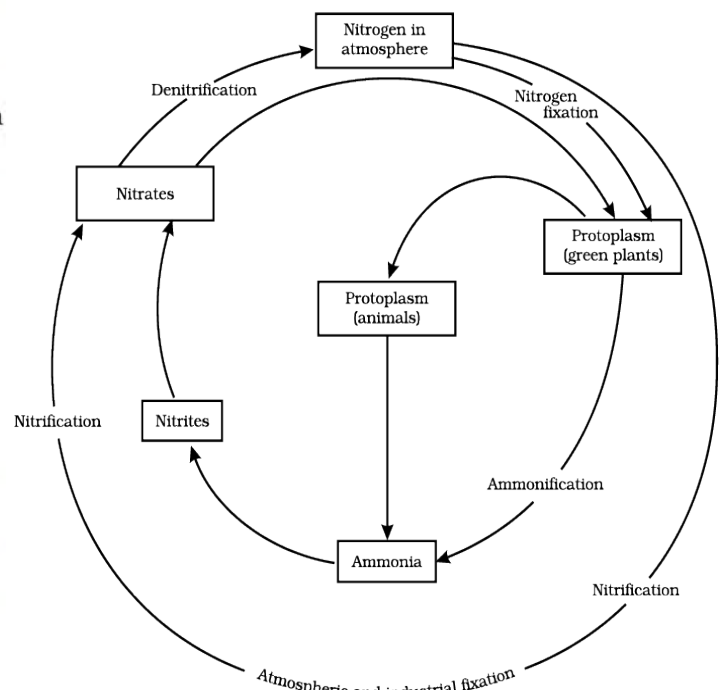 Nitrogen in
atmosphere
Denitrification
Nitrogen
fixation
Nitrates
Protoplasm
(green plants)
Protoplasm
(animals)
Nitrification
Nitrites
Ammonification
Ammonia
Nitrification
Atmospheric and industrial fixation